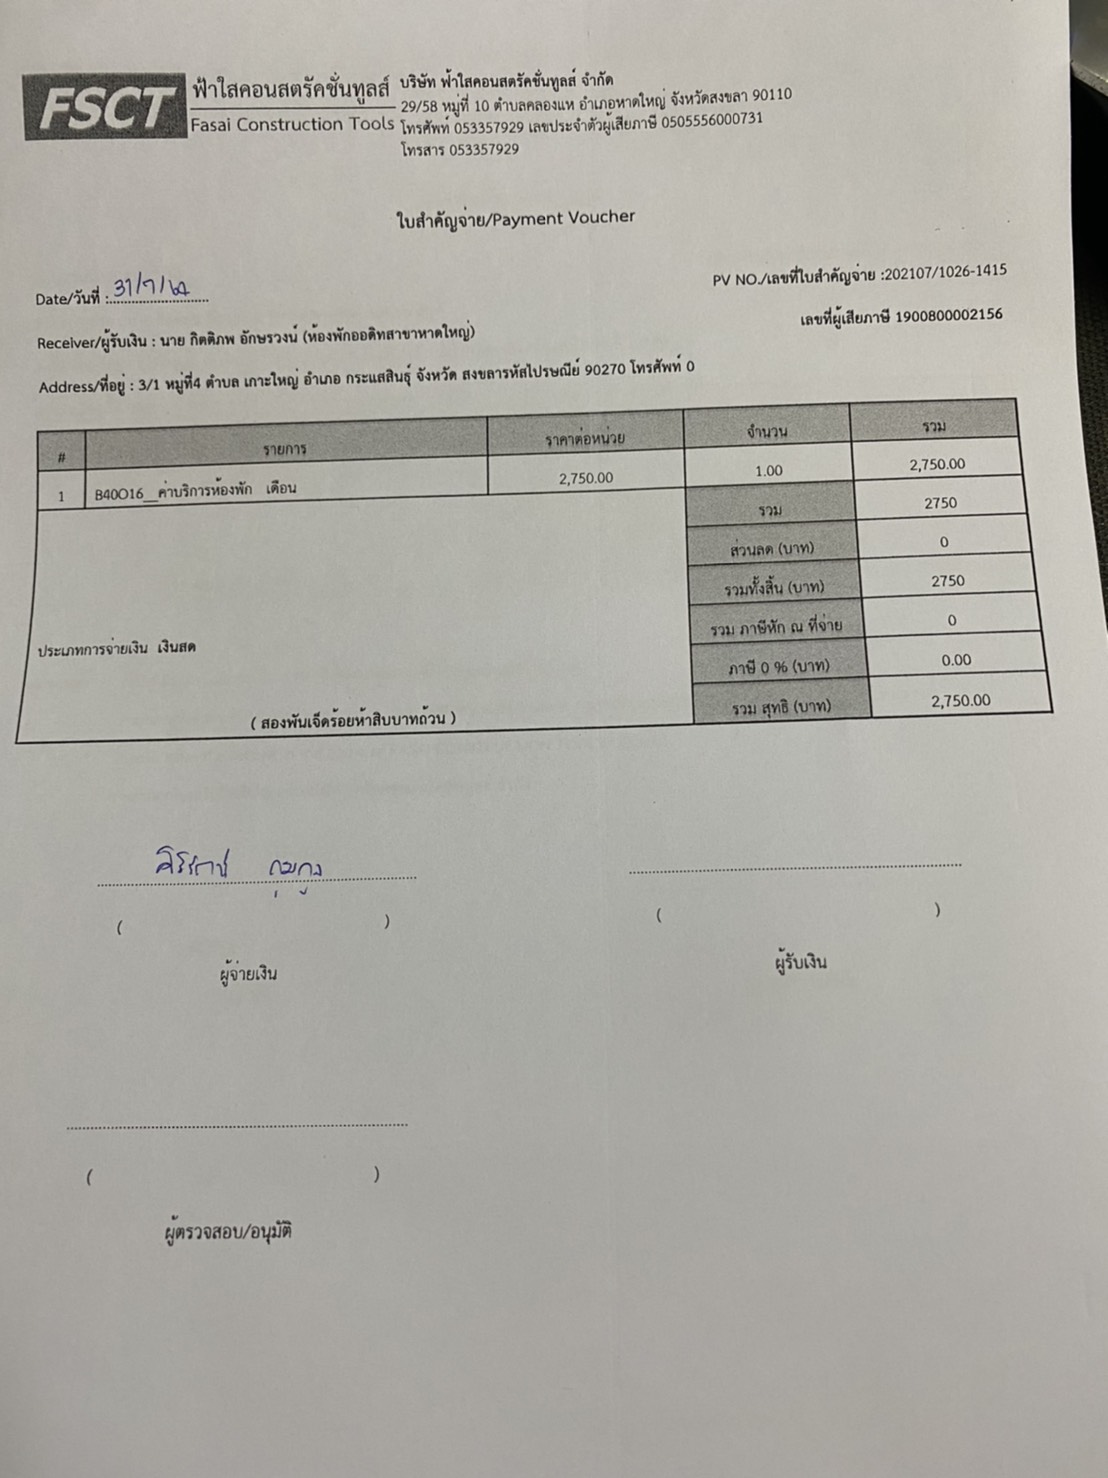 FSCT
ฟ้าใสคอนสตรัคชั่นทูลส์
Fasai Construction Tools
บริษัท ฟ้าใสคอนสตรัคชั่นทูลส์ จำกัด
29/58 หมู่ที่ 10 ตำบลคลองแห อำเภอหาดใหญ่ จังหวัดสงขลา 90110
โทรศัพท์ 053357929 เลขประจำตัวผู้เสียภาษี 0505556000731
โทรสาร 053357929
ใบสำคัญจ่าย/Payment Voucher
PV NO./เลขที่ใบสำคัญจ่าย :202107/1026-1415
Date/วันที่ : 31/7/64
เลขที่ผู้เสียภาษี 1900800002156
Receiver/ผู้รับเงิน : นาย กิตติภพ อักษรวงน์ (ห้องพักออดิทสาขาหาดใหญ่)
Address/ที่อยู่ : 3/1 หมู่ที่4 ตำบล เกาะใหญ่ อำเภอ กระแสสินธุ์ จังหวัด สงขลารหัสไปรษณีย์ 90270 โทรศัพท์ 0
# รายการ ราคาต่อหน่วย จำนวน รวม
1 B40O16__ค่าบริการห้องพัก เดือน 2,750.00 1.00 2,750.00
รวม 2750
ส่วนลด (บาท) 0
รวมทั้งสิ้น (บาท) 2750
รวม ภาษีหัก ณ ที่จ่าย 0
ประเภทการจ่ายเงิน เงินสด
ภาษี 0 % (บาท) 0.00
( สองพันเจ็ดร้อยห้าสิบบาทถ้วน )
รวม สุทธิ (บาท) 2,750.00
( )
( )
ผู้จ่ายเงิน
ผู้รับเงิน
( )
ผู้ตรวจสอบ/อนุมัติ